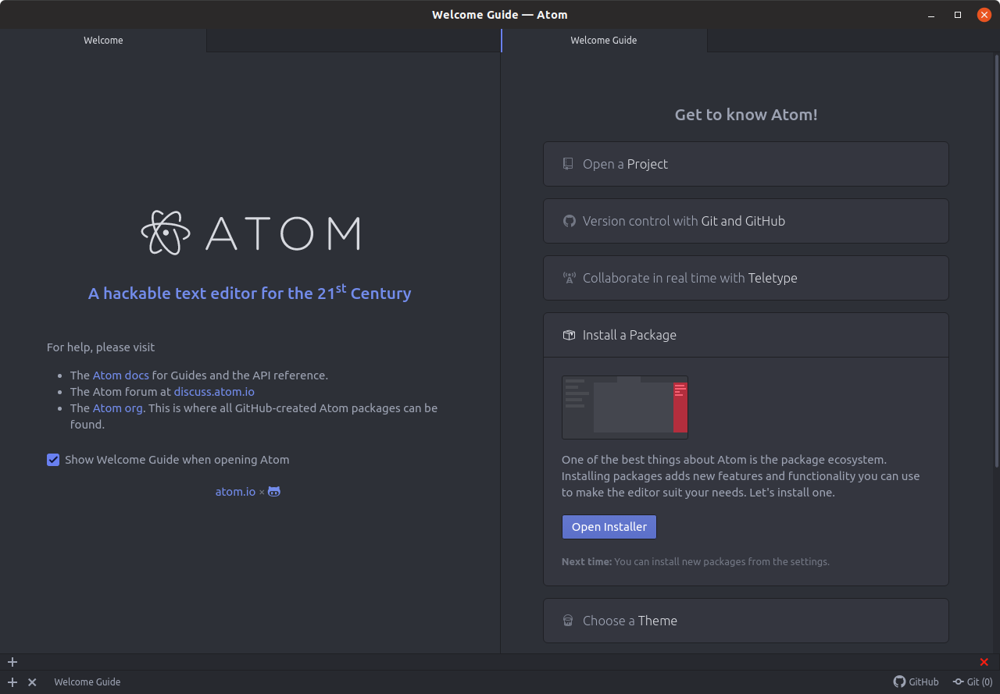 Welcome Guide — Atom
Welcome
Welcome Guide
ATOM
A hackable text editor for the 21st Century
For help, please visit
• The Atom docs for Guides and the API reference.
• The Atom forum at discuss.atom.io
• The Atom org. This is where all GitHub-created Atom packages can be
found.
Show Welcome Guide when opening Atom
atom.io ×
Get to know Atom!
Open a Project
Version control with Git and GitHub
Collaborate in real time with Teletype
Install a Package
One of the best things about Atom is the package ecosystem.
Installing packages adds new features and functionality you can use
to make the editor suit your needs. Let's install one.
Open Installer
Next time: You can install new packages from the settings.
Choose a Theme
Welcome Guide
GitHub
Git (0)